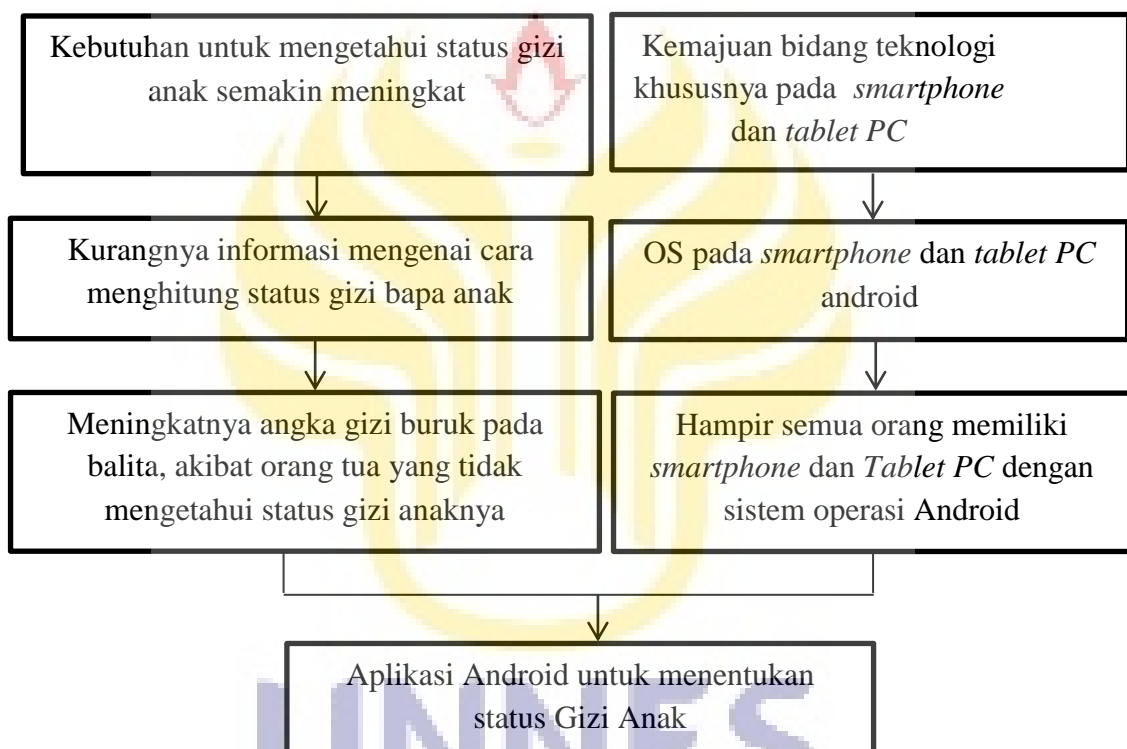 Kebutuhan untuk mengetahui status gizi
anak semakin meningkat
Kemajuan bidang teknologi
khususnya pada smartphone
dan tablet PC
Kurangnya informasi mengenai cara
menghitung status gizi bapa anak
OS pada smartphone dan tablet PC
android
Meningkatnya angka gizi buruk pada
balita, akibat orang tua yang tidak
mengetahui status gizi anaknya
Hampir semua orang memiliki
smartphone dan Tablet PC dengan
sistem operasi Android
Aplikasi Android untuk menentukan
status Gizi Anak
UNNES